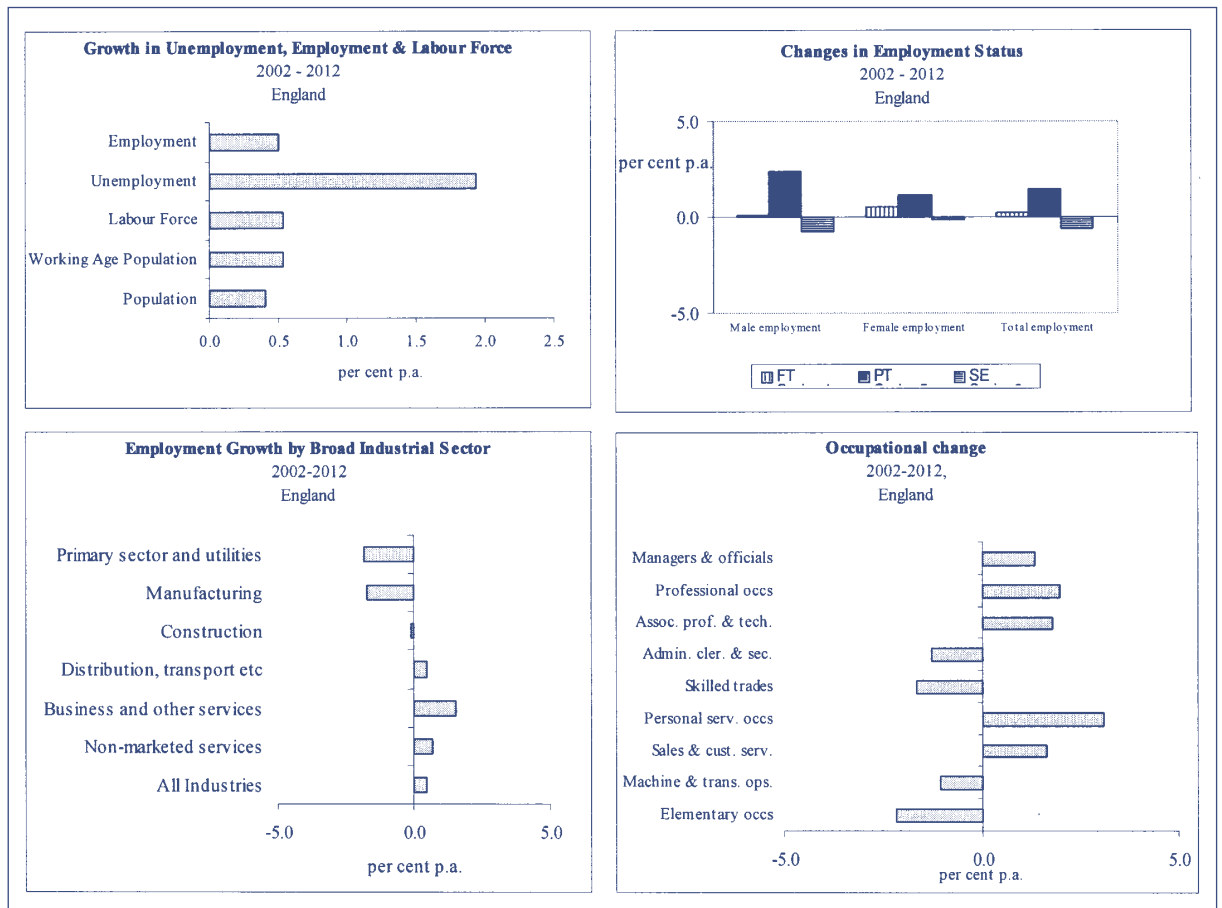 Growth in Unemployment, Employment & Labour Force
2002 - 2012
England
Employment
Unemployment
Labour Force
Working Age Population
Population
0.0 0.5 1.0 1.5 2.0 2.5
per cent p.a.
Changes in Employment Status
2002 - 2012
England
5.0
per cent p.a.
0.0
-5.0
Male employment Female employment Total employment
FT PT SE
Employment Growth by Broad Industrial Sector
2002-2012
England
Primary sector and utilities
Manufacturing
Construction
Distribution, transport etc
Business and other services
Non-marketed services
All Industries
-5.0 0.0 5.0
per cent p.a.
Occupational change
2002-2012,
England
Managers & officials
Professional occs
Assoc. prof. & tech.
Admin. cler. & sec.
Skilled trades
Personal serv. occs
Sales & cust. serv.
Machine & trans. ops.
Elementary occs
-5.0 0.0 5.0
per cent p.a.